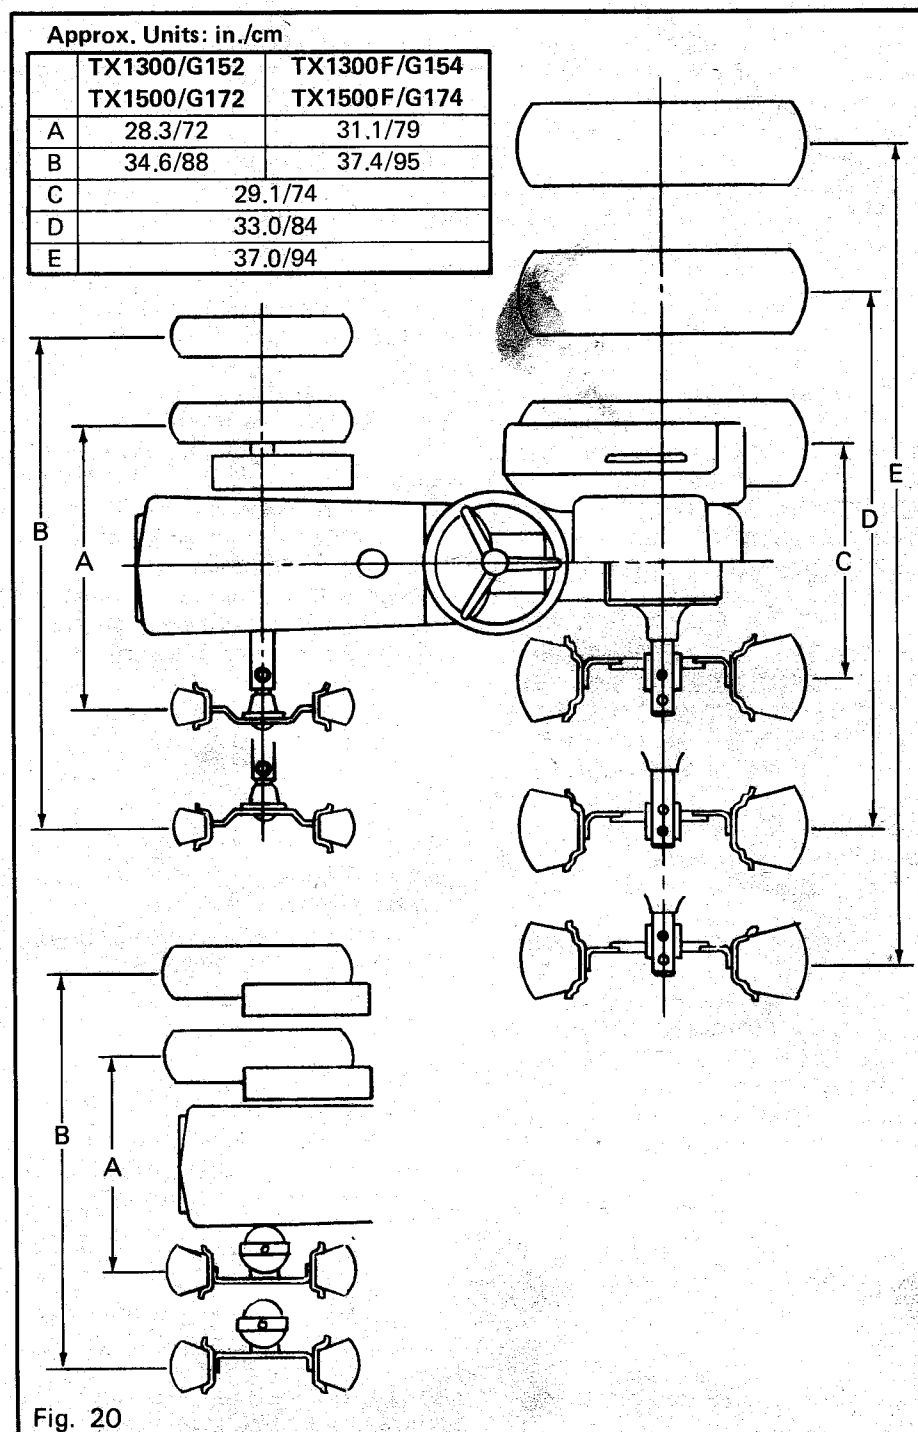 Approx. Units: in./cm
TX1300/G152 TX1300F/G154
TX1500/G172 TX1500F/G174
A 28.3/72 31.1/79
B 34.6/88 37.4/95
C 29.1/74
D 33.0/84
E 37.0/94
B
A
E
D
C
B
A
Fig. 20